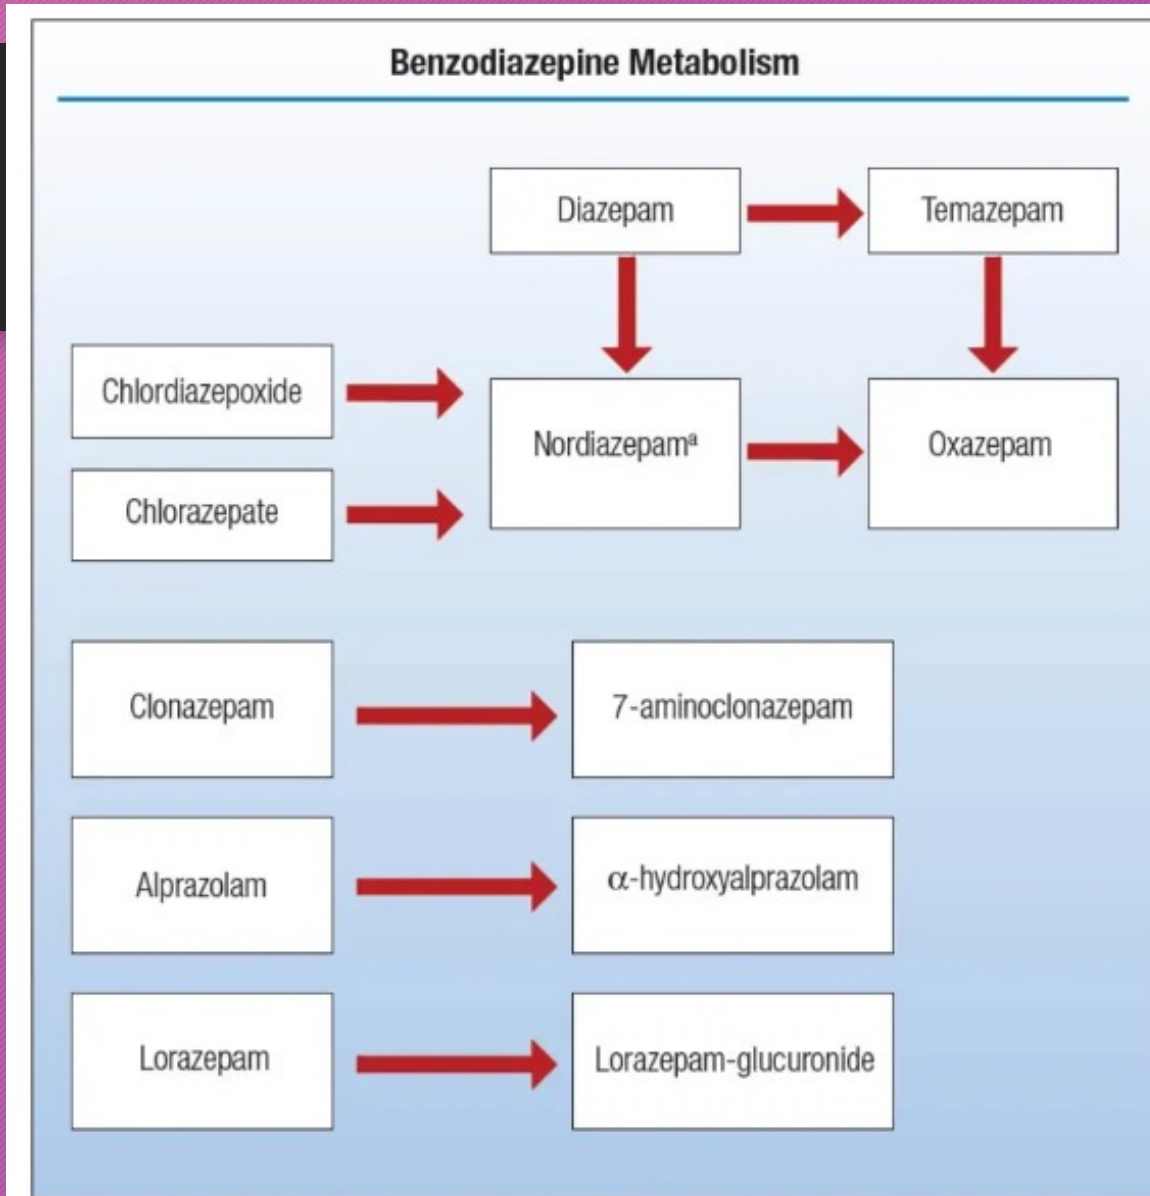 Benzodiazepine Metabolism
Diazepam
Temazepam
Chlordiazepoxide
Nordiazepamᵃ
Oxazepam
Chlorazepate
Clonazepam
7-aminoclonazepam
Alprazolam
α-hydroxyalprazolam
Lorazepam
Lorazepam-glucuronide